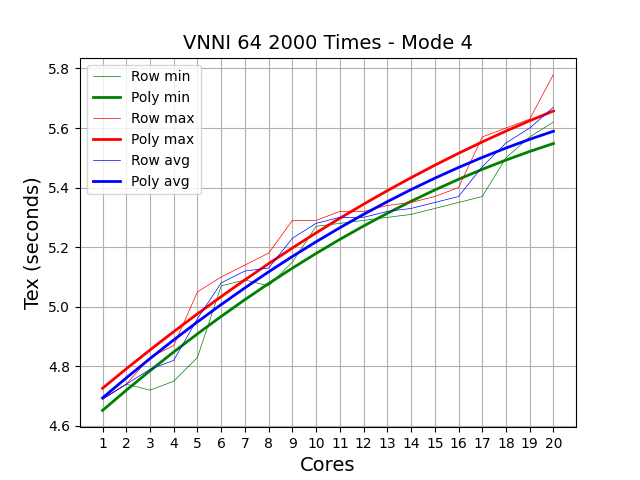 VNNI 64 2000 Times - Mode 4
Row min
Poly min
Row max
Poly max
Row avg
Poly avg
5.8
5.6
5.4
5.2
5.0
4.8
4.6
Tex (seconds)
1 2 3 4 5 6 7 8 9 10 11 12 13 14 15 16 17 18 19 20
Cores